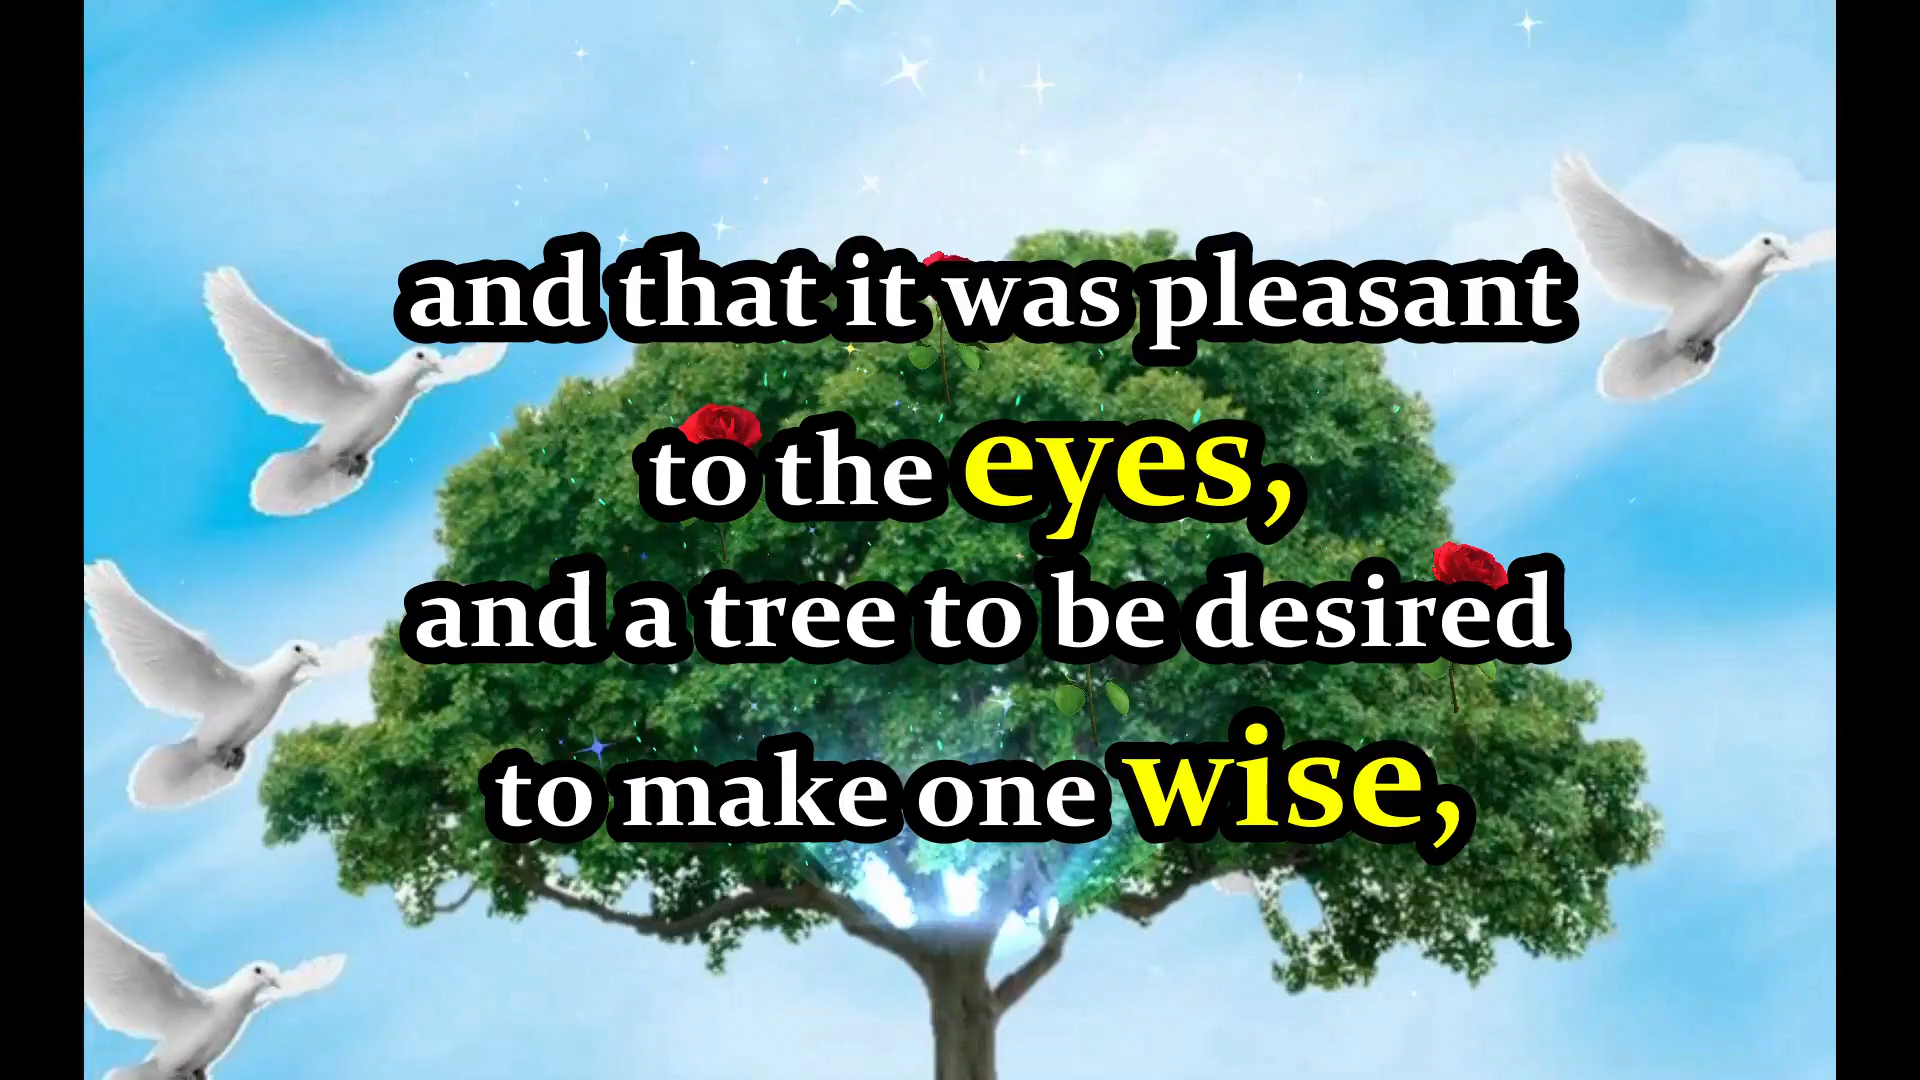 and that it was pleasant
to the eyes,
and a tree to be desired
to make one wise,